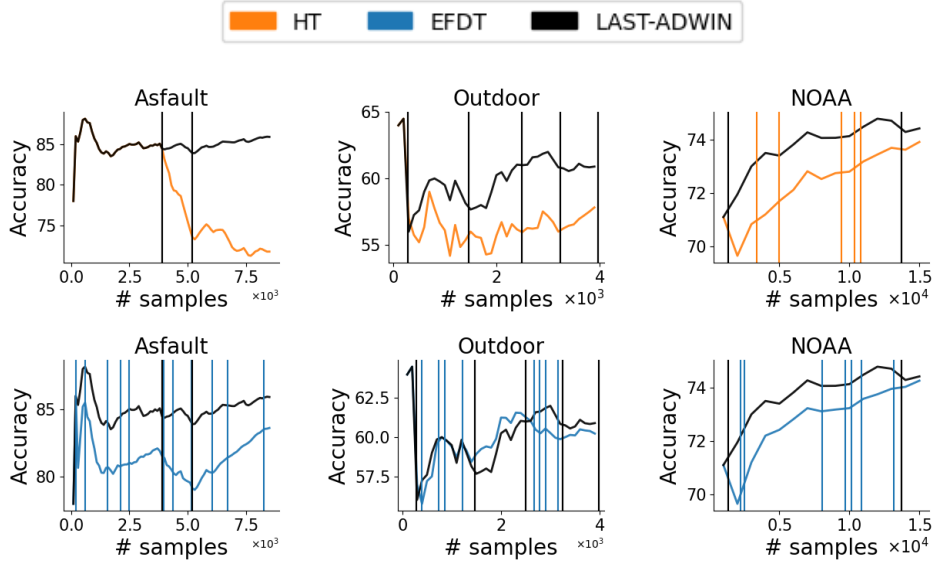 HT EFDT LAST-ADWIN
Asfault Outdoor NOAA
Accuracy
85
80
75
0.0 2.5 5.0 7.5
# samples ×10³
Accuracy
65
60
55
0 2 4
# samples ×10³
Accuracy
74
72
70
0.5 1.0 1.5
# samples ×10⁴
Asfault Outdoor NOAA
Accuracy
85
80
0.0 2.5 5.0 7.5
# samples ×10³
Accuracy
62.5
60.0
57.5
0 2 4
# samples ×10³
Accuracy
74
72
70
0.5 1.0 1.5
# samples ×10⁴